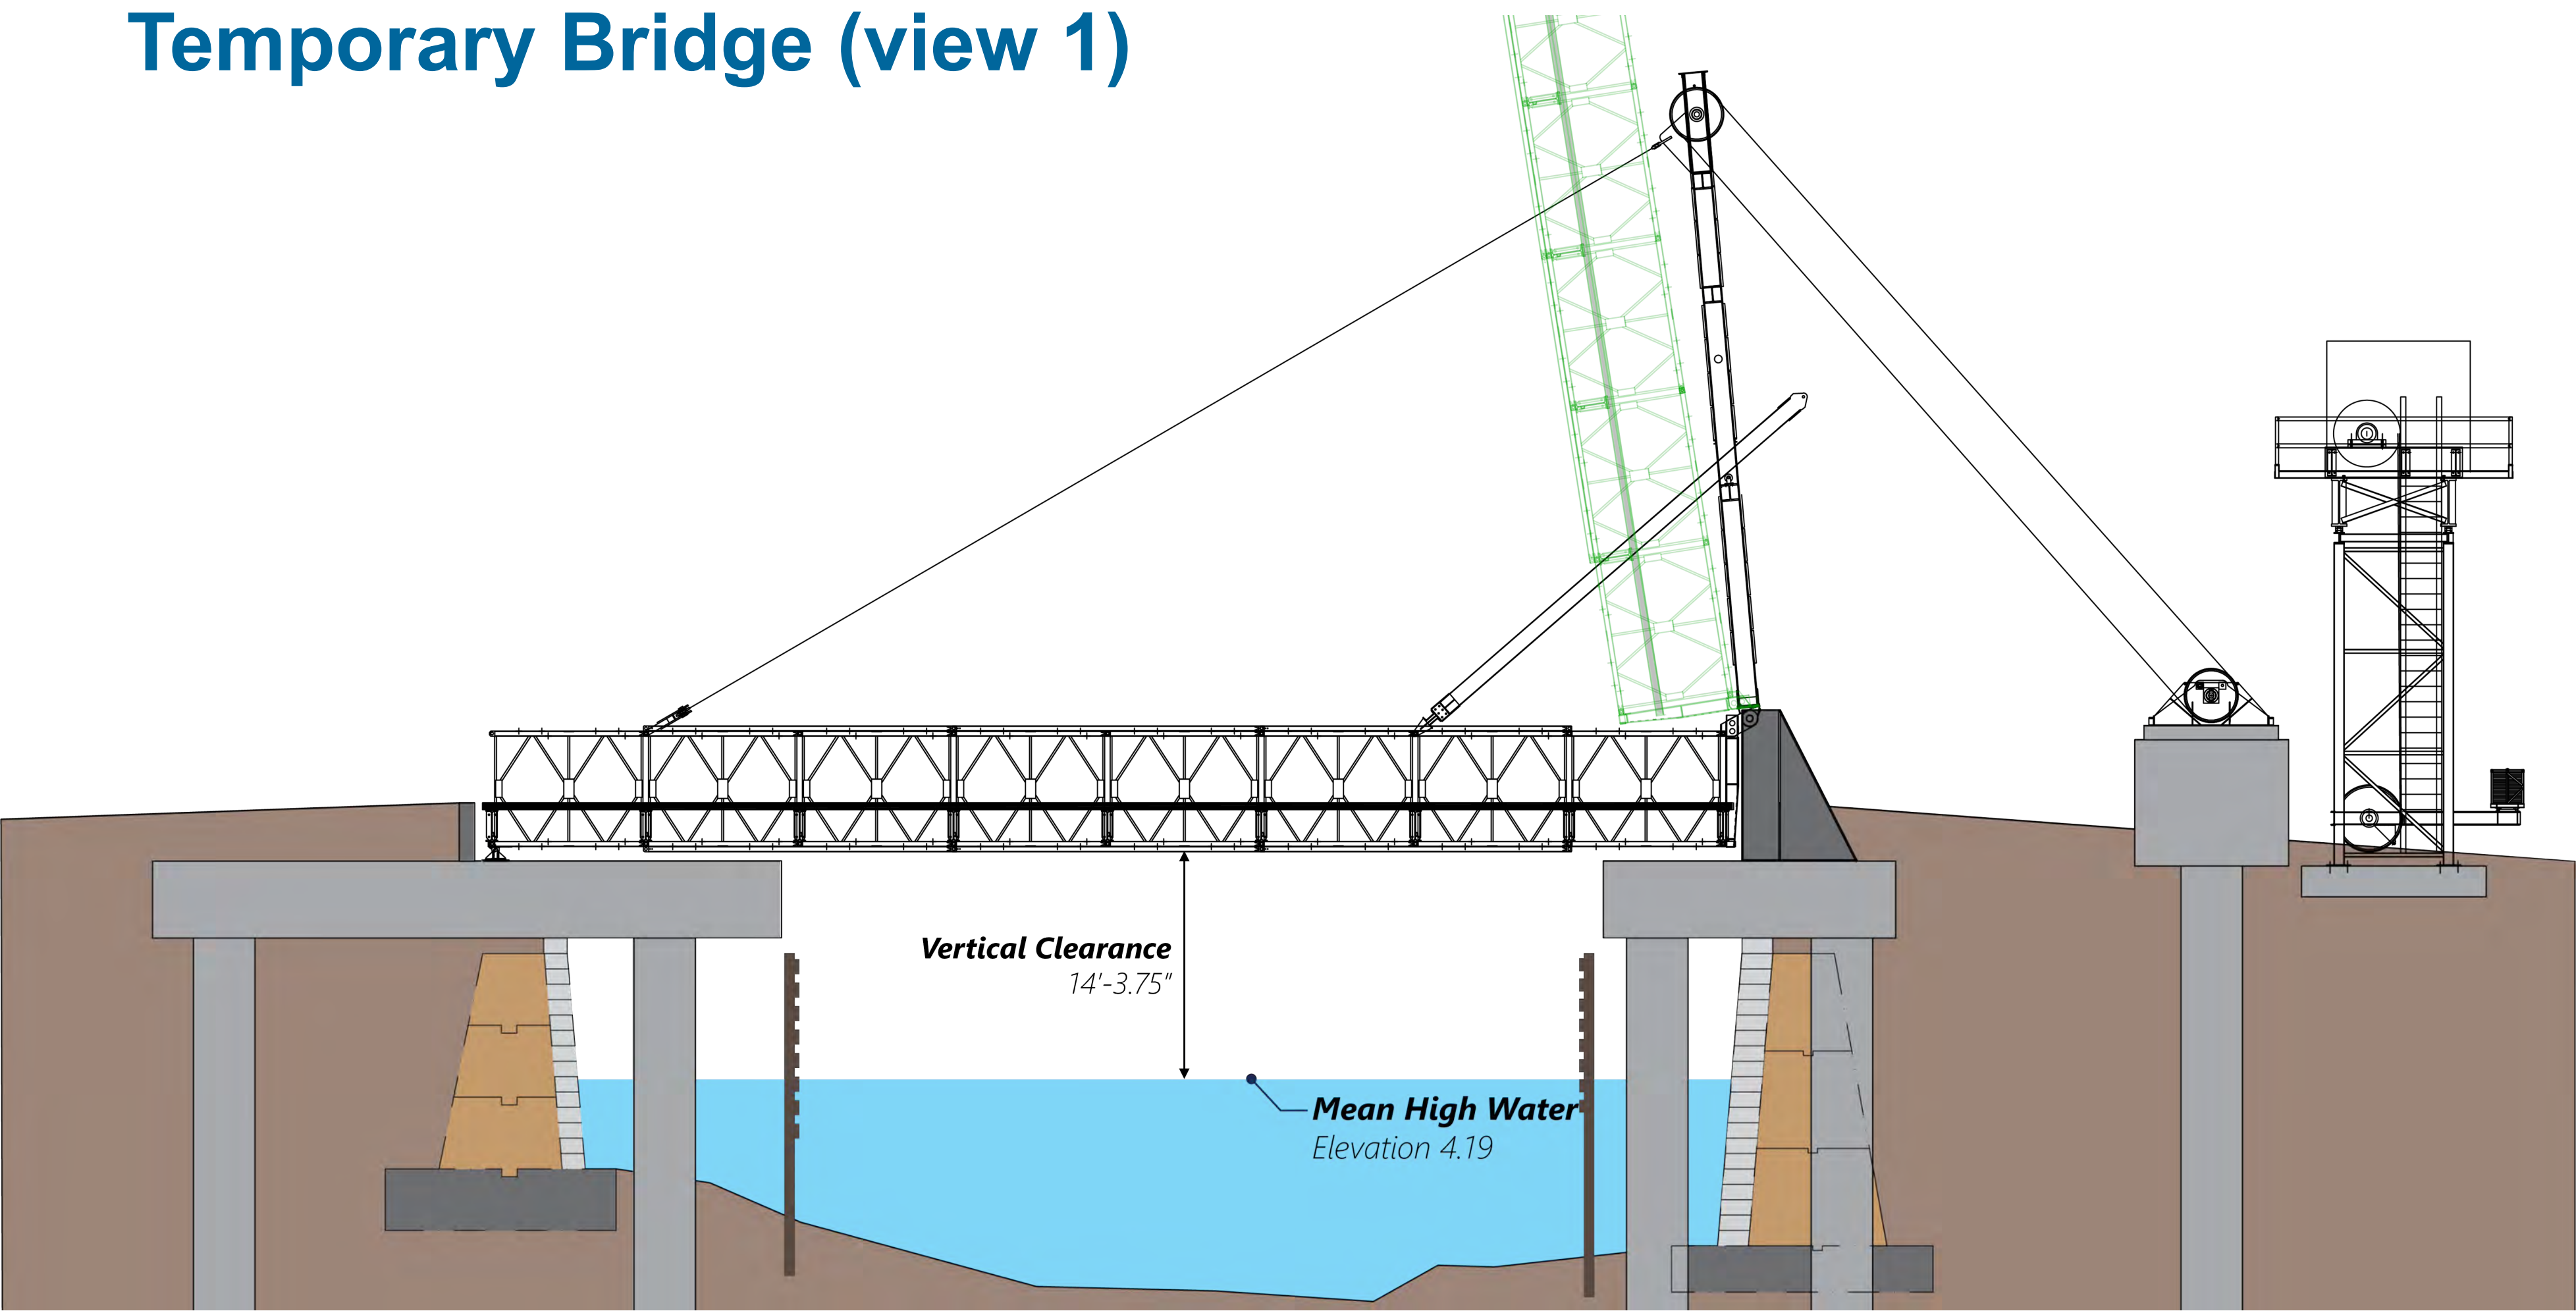 Temporary Bridge (view 1)
Vertical Clearance
14'-3.75"
Mean High Water
Elevation 4.19